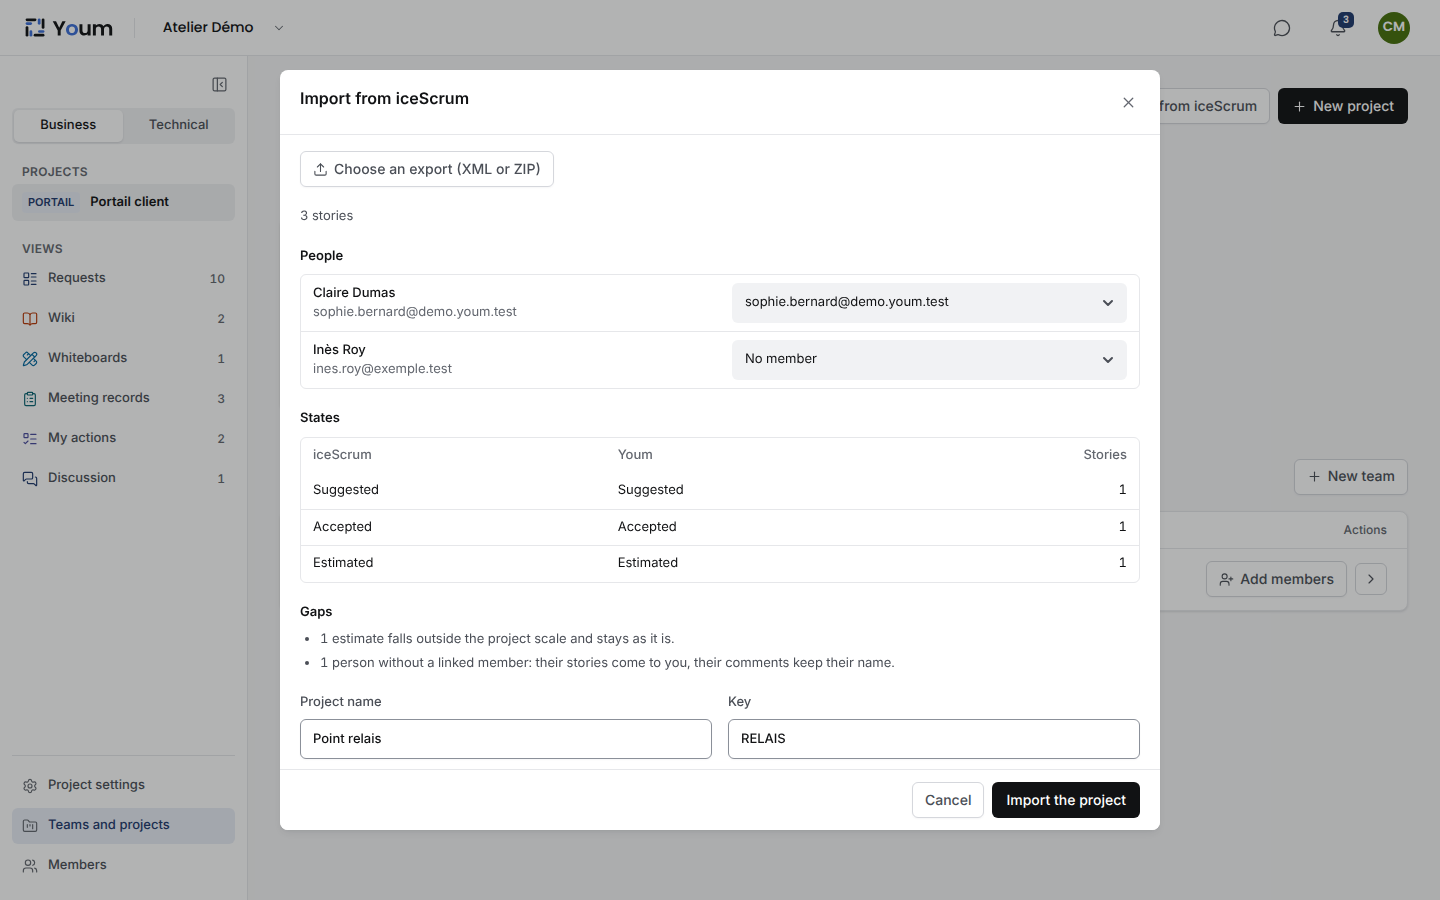 Youm
Atelier Démo
3
CM
Business
Technical
PROJECTS
PORTAIL
Portail client
VIEWS
Requests
10
Wiki
2
Whiteboards
1
Meeting records
3
My actions
2
Discussion
1
Project settings
Teams and projects
Members
from iceScrum
New project
New team
Actions
Add members
Import from iceScrum
Choose an export (XML or ZIP)
3 stories
People
Claire Dumas
sophie.bernard@demo.youm.test
sophie.bernard@demo.youm.test
Inès Roy
ines.roy@exemple.test
No member
States
iceScrum Youm Stories
Suggested Suggested 1
Accepted Accepted 1
Estimated Estimated 1
Gaps
• 1 estimate falls outside the project scale and stays as it is.
• 1 person without a linked member: their stories come to you, their comments keep their name.
Project name
Point relais
Key
RELAIS
Cancel
Import the project